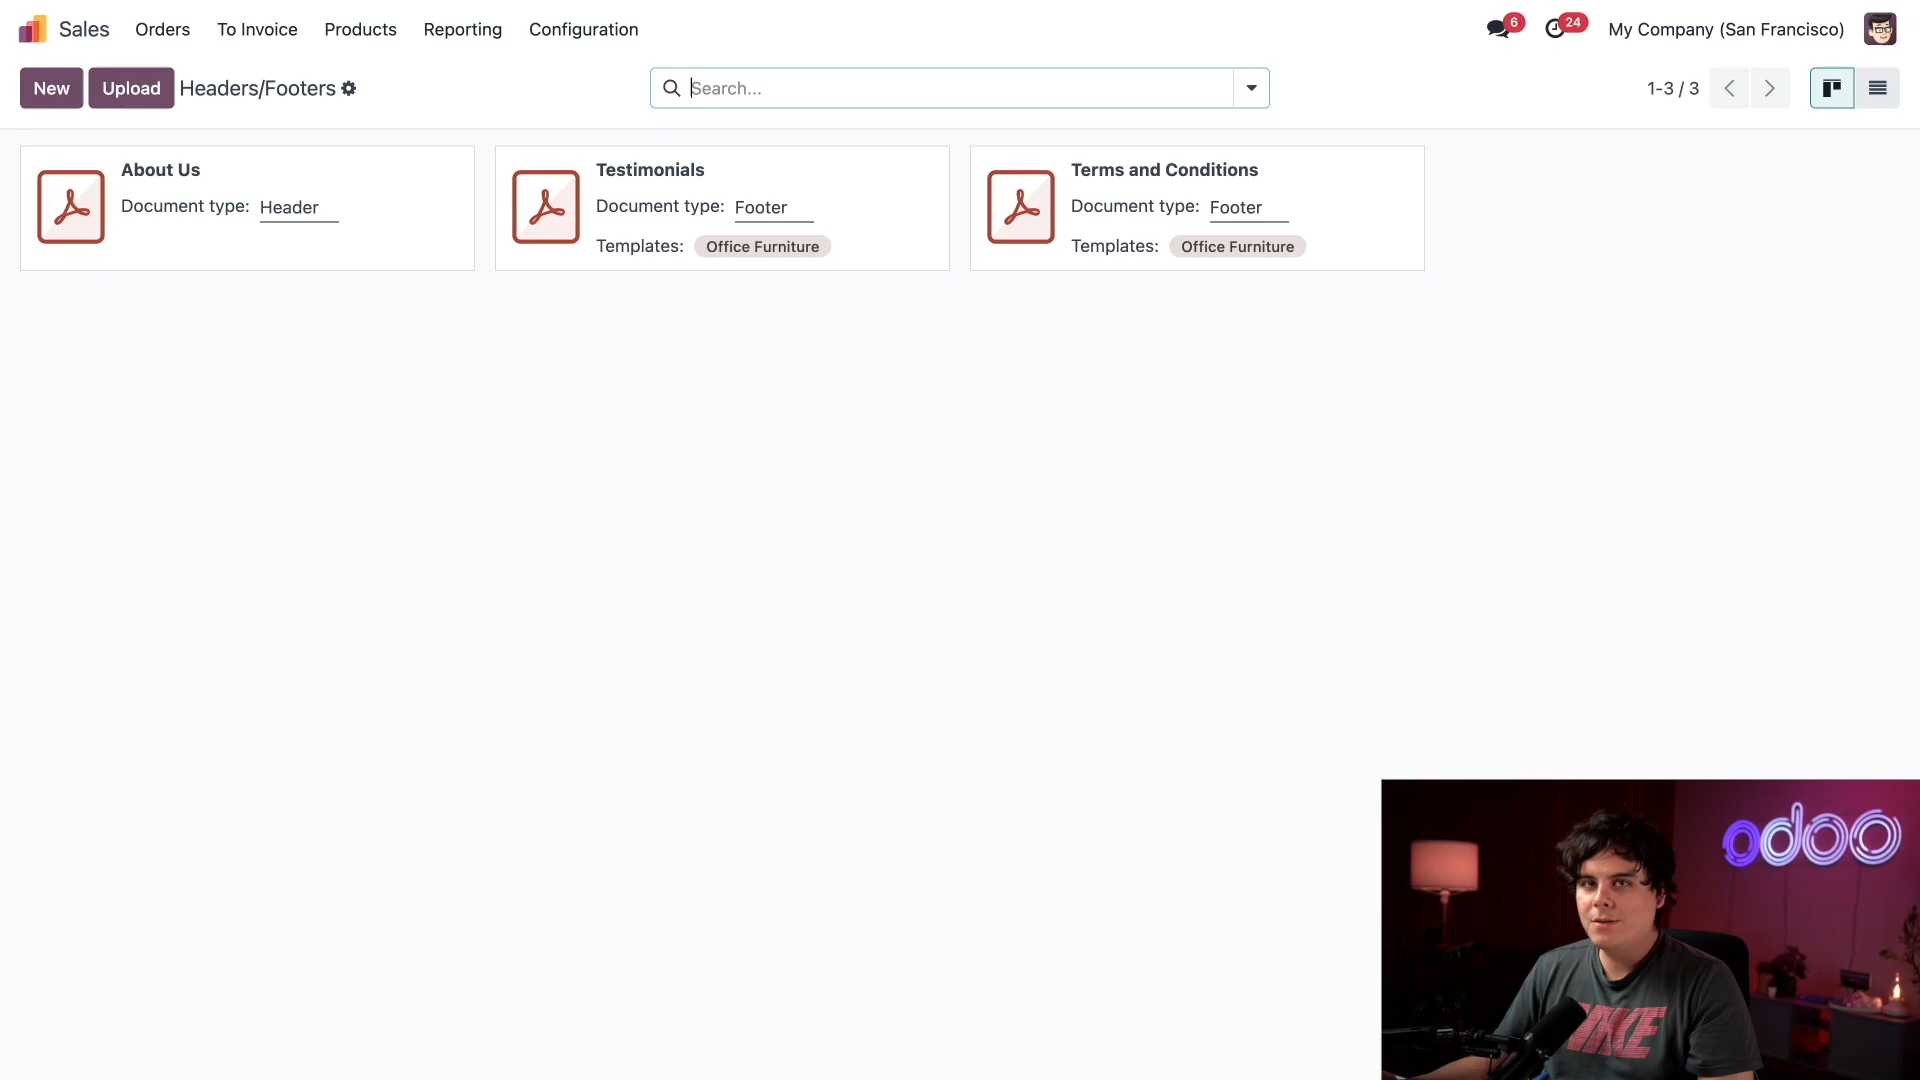 Sales Orders To Invoice Products Reporting Configuration 6 24 My Company (San Francisco)
New Upload Headers/Footers Search... 1-3 / 3
About Us
Document type: Header
Testimonials
Document type: Footer
Templates: Office Furniture
Terms and Conditions
Document type: Footer
Templates: Office Furniture
odoo
NIKE